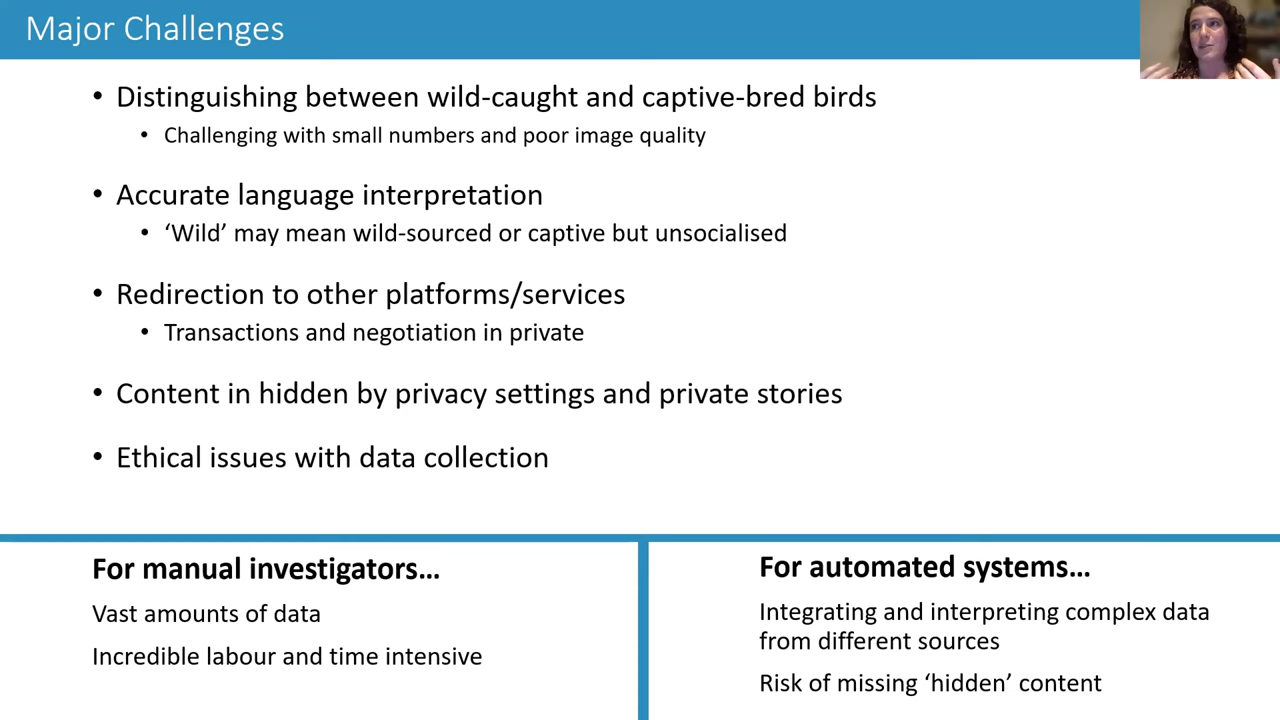 Major Challenges
• Distinguishing between wild-caught and captive-bred birds
• Challenging with small numbers and poor image quality
• Accurate language interpretation
• ‘Wild’ may mean wild-sourced or captive but unsocialised
• Redirection to other platforms/services
• Transactions and negotiation in private
• Content in hidden by privacy settings and private stories
• Ethical issues with data collection
For manual investigators...
Vast amounts of data
Incredible labour and time intensive
For automated systems...
Integrating and interpreting complex data
from different sources
Risk of missing ‘hidden’ content